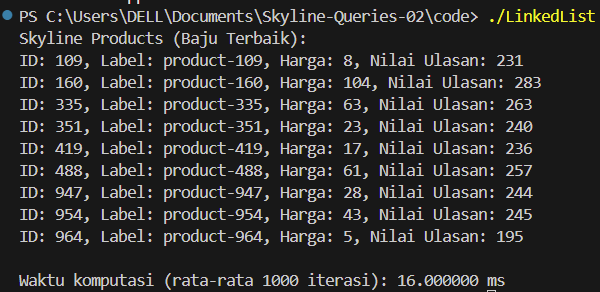 PS C:\Users\DELL\Documents\Skyline-Queries-02\code> ./LinkedList
Skyline Products (Baju Terbaik):
ID: 109, Label: product-109, Harga: 8, Nilai Ulasan: 231
ID: 160, Label: product-160, Harga: 104, Nilai Ulasan: 283
ID: 335, Label: product-335, Harga: 63, Nilai Ulasan: 263
ID: 351, Label: product-351, Harga: 23, Nilai Ulasan: 240
ID: 419, Label: product-419, Harga: 17, Nilai Ulasan: 236
ID: 488, Label: product-488, Harga: 61, Nilai Ulasan: 257
ID: 947, Label: product-947, Harga: 28, Nilai Ulasan: 244
ID: 954, Label: product-954, Harga: 43, Nilai Ulasan: 245
ID: 964, Label: product-964, Harga: 5, Nilai Ulasan: 195
Waktu komputasi (rata-rata 1000 iterasi): 16.000000 ms